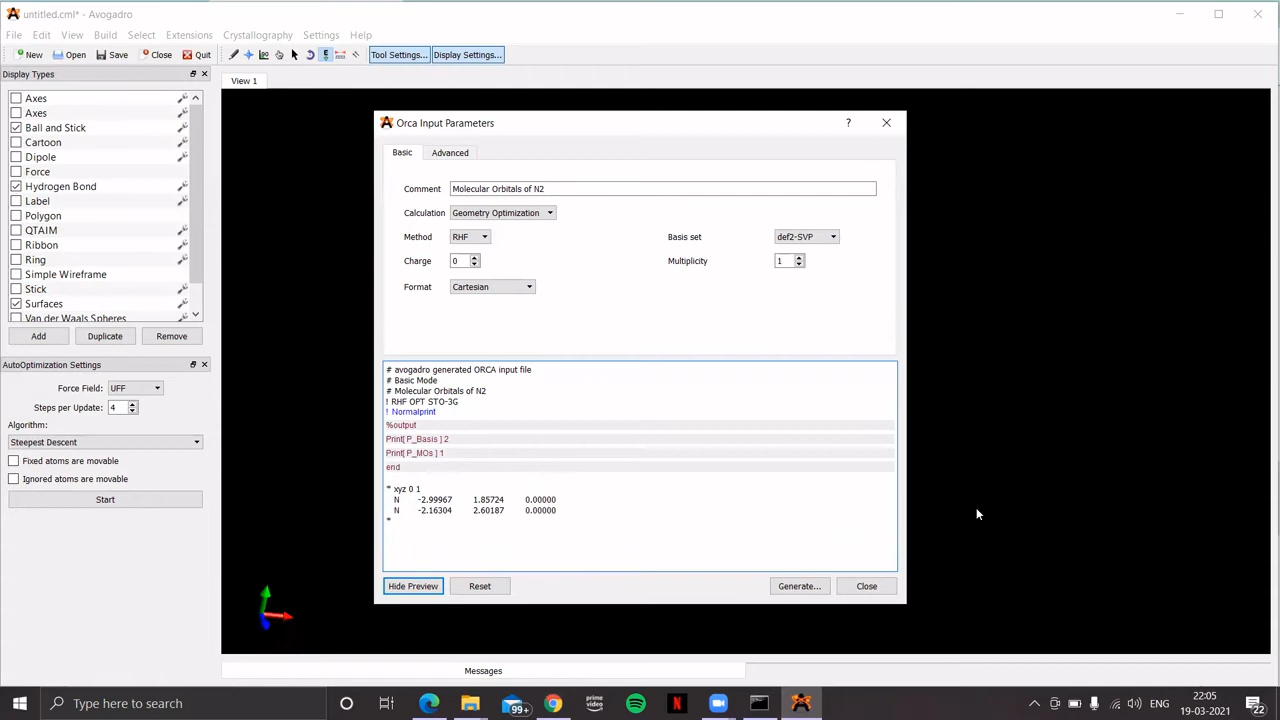 untitled.cml* - Avogadro
File Edit View Build Select Extensions Crystallography Settings Help
New Open Save Close Quit Tool Settings... Display Settings...
Display Types
View 1
Axes
Axes
Ball and Stick
Cartoon
Dipole
Force
Hydrogen Bond
Label
Polygon
QTAIM
Ribbon
Ring
Simple Wireframe
Stick
Surfaces
Van der Waals Spheres
Add Duplicate Remove
AutoOptimization Settings
Force Field: UFF
Steps per Update: 4
Algorithm:
Steepest Descent
Fixed atoms are movable
Ignored atoms are movable
Start
Orca Input Parameters ?
Basic Advanced
Comment Molecular Orbitals of N2
Calculation Geometry Optimization
Method RHF Basis set def2-SVP
Charge 0 Multiplicity 1
Format Cartesian
# avogadro generated ORCA input file
# Basic Mode
# Molecular Orbitals of N2
! RHF OPT STO-3G
! Normalprint
%output
Print[ P_Basis ] 2
Print[ P_MOs ] 1
end
* xyz 0 1
N -2.99967 1.85724 0.00000
N -2.16304 2.60187 0.00000
*
Hide Preview Reset Generate... Close
Messages
Type here to search
99+
prime video
N
ENG
22:05
19-03-2021
22